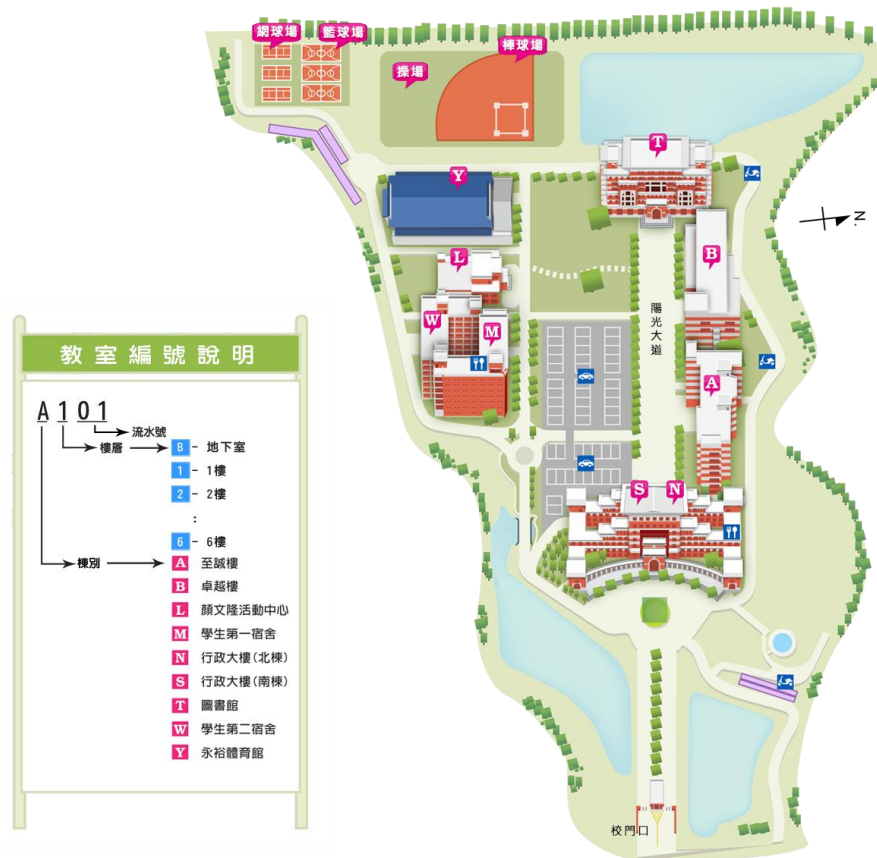 網球場
籃球場
棒球場
操場
T
Y
B
L
W
M
陽光大道
A
S
N
N.
校門口
教室編號說明
A101
流水號
樓層
B - 地下室
1 - 1樓
2 - 2樓
:
6 - 6樓
棟別
A 至誠樓
B 卓越樓
L 顏文隆活動中心
M 學生第一宿舍
N 行政大樓(北棟)
S 行政大樓(南棟)
T 圖書館
W 學生第二宿舍
Y 永裕體育館